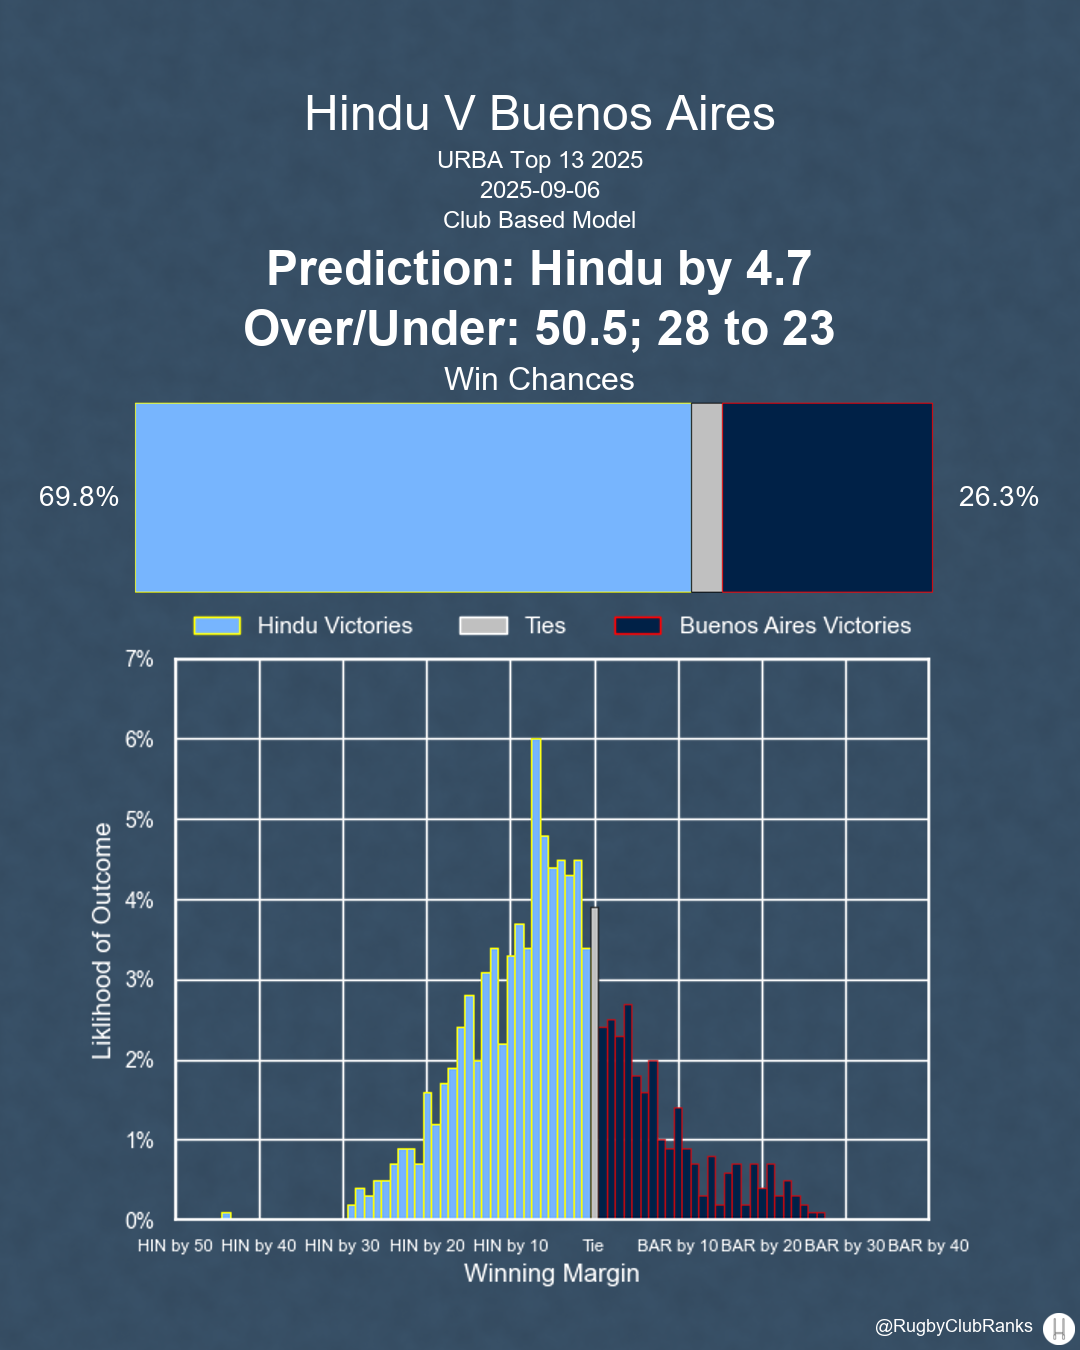 Hindu V Buenos Aires
URBA Top 13 2025
2025-09-06
Club Based Model
Prediction: Hindu by 4.7
Over/Under: 50.5; 28 to 23
Win Chances
69.8%
26.3%
Hindu Victories
Ties
Buenos Aires Victories
7%
6%
5%
4%
3%
2%
1%
0%
Liklihood of Outcome
HIN by 50 HIN by 40 HIN by 30 HIN by 20 HIN by 10 Tie BAR by 10 BAR by 20 BAR by 30 BAR by 40
Winning Margin
@RugbyClubRanks